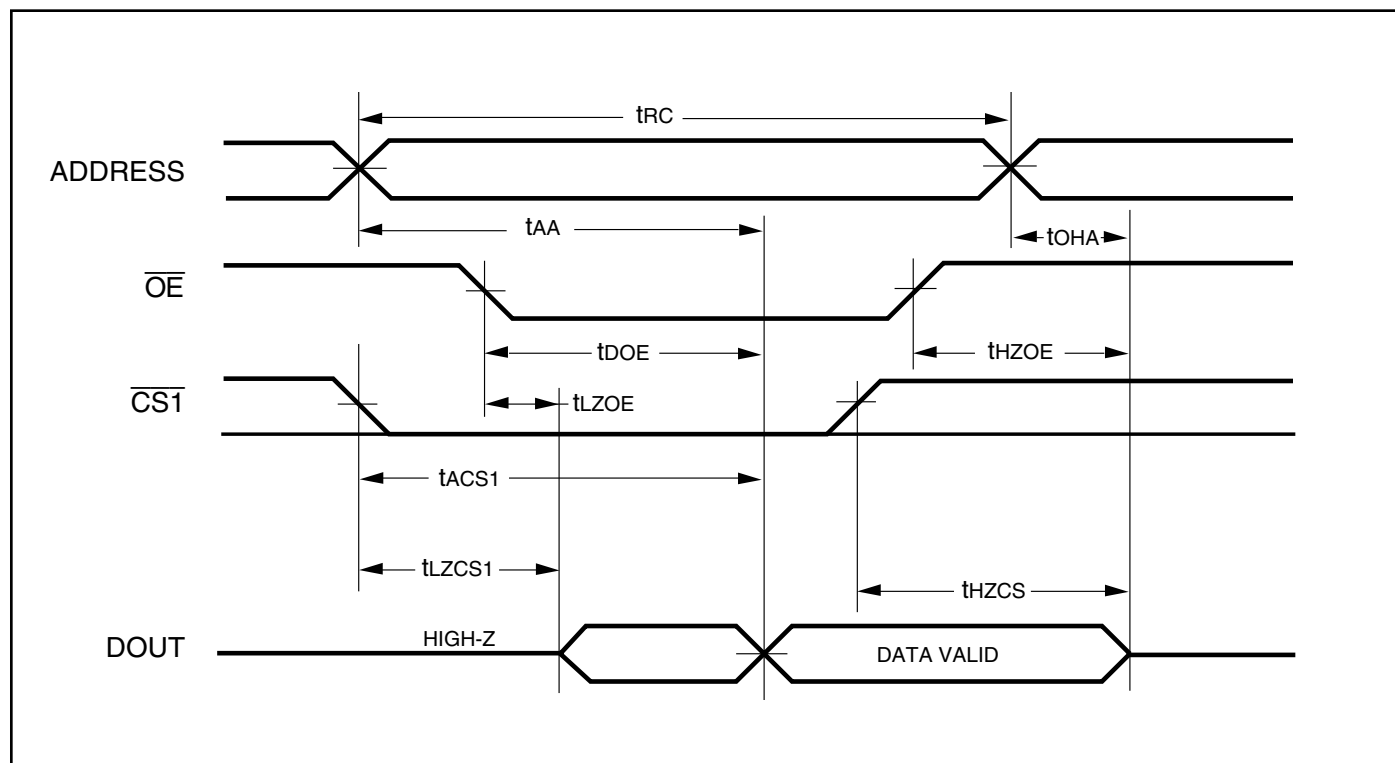 tRC
ADDRESS
tAA
tOHA
OE
tDOE
tHZOE
CS1
tLZOE
tACS1
tLZCS1
tHZCS
DOUT
HIGH-Z
DATA VALID